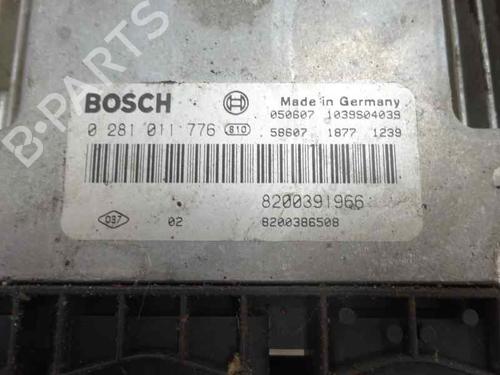 BOSCH
Made in Germany
050607 1039S04039
0 281 011 776 810
58607 1877 1239
8200391966
037 02 8200386508
B-PARTS